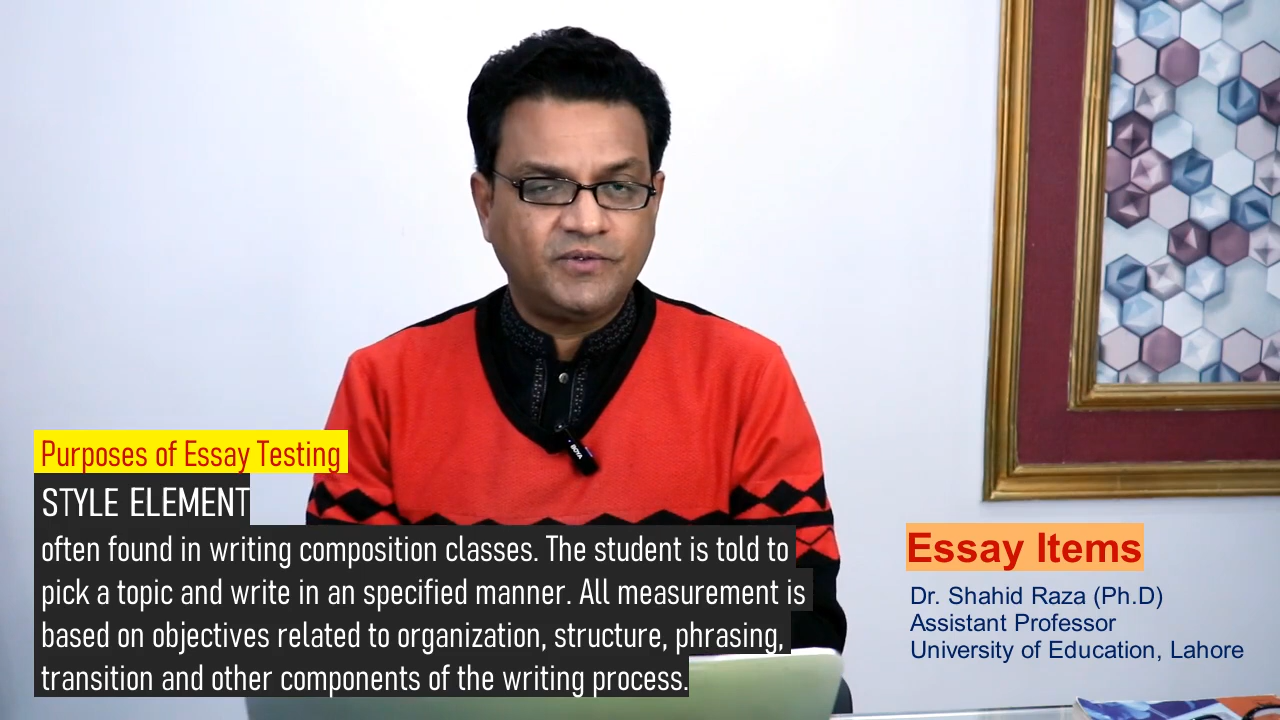 Purposes of Essay Testing
STYLE ELEMENT
often found in writing composition classes. The student is told to
pick a topic and write in an specified manner. All measurement is
based on objectives related to organization, structure, phrasing,
transition and other components of the writing process.
BOYA
Essay Items
Dr. Shahid Raza (Ph.D)
Assistant Professor
University of Education, Lahore